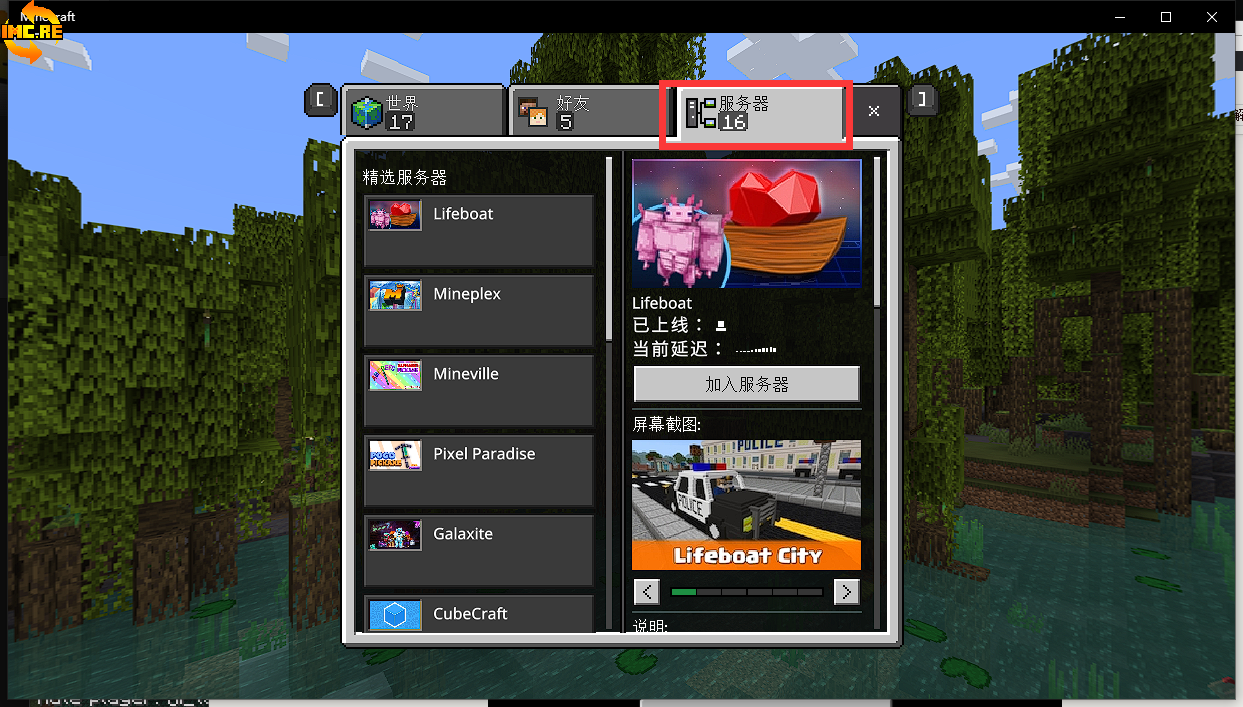 Minecraft
IMC.RE
[
世界
17
好友
5
服务器
16
]
精选服务器
Lifeboat
Mineplex
Mineville
Pixel Paradise
Galaxite
CubeCraft
Lifeboat
已上线：
当前延迟：
加入服务器
屏幕截图:
POLICE
POLICE
Lifeboat City
说明: